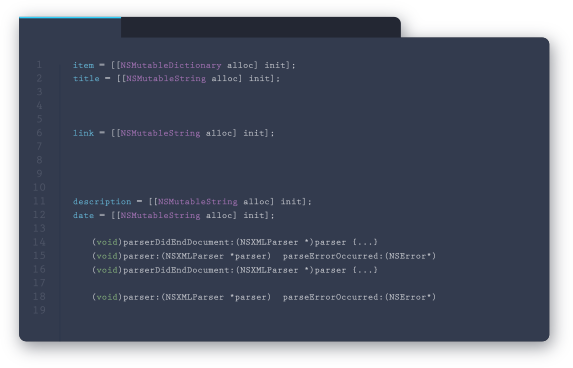 1 item = [[NSMutableDictionary alloc] init];
2 title = [[NSMutableString alloc] init];
3
4
5
6 link = [[NSMutableString alloc] init];
7
8
9
10
11 description = [[NSMutableString alloc] init];
12 date = [[NSMutableString alloc] init];
13
14 (void)parserDidEndDocument:(NSXMLParser *)parser {...}
15 (void)parser:(NSXMLParser *parser) parseErrorOccurred:(NSError*)
16 (void)parserDidEndDocument:(NSXMLParser *)parser {...}
17
18 (void)parser:(NSXMLParser *parser) parseErrorOccurred:(NSError*)
19